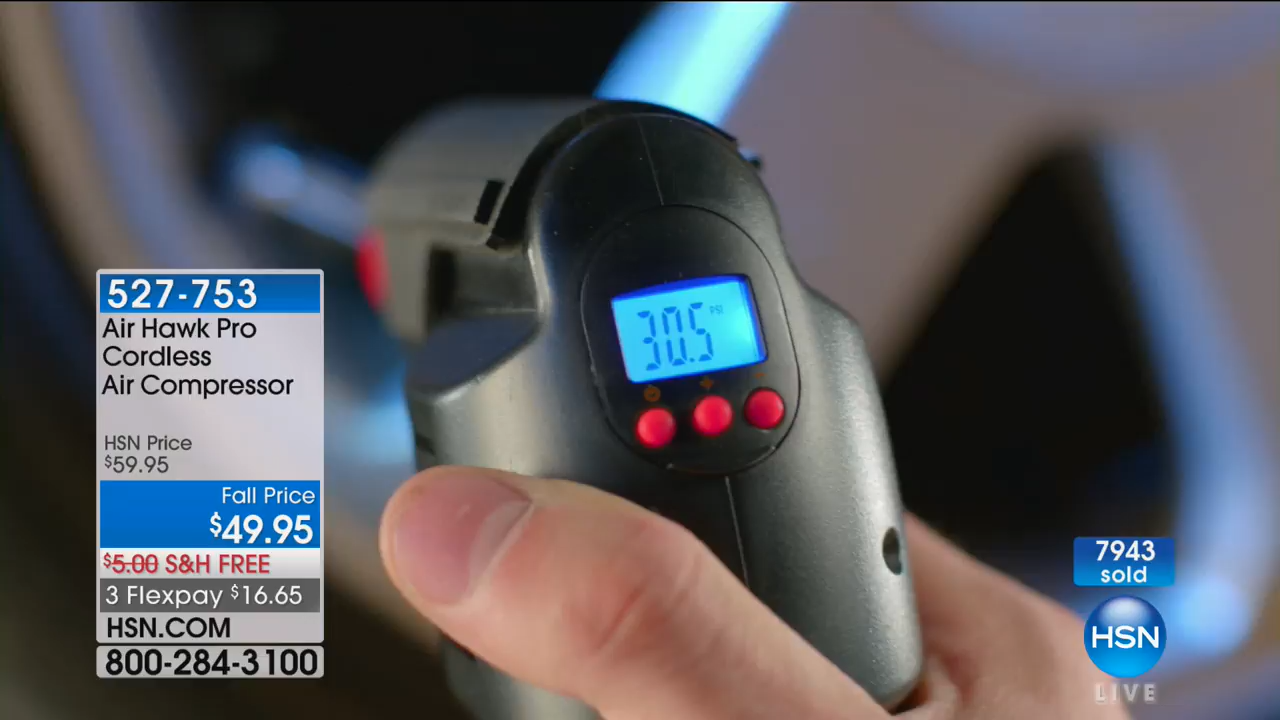 527-753
Air Hawk Pro
Cordless
Air Compressor
HSN Price
$59.95
Fall Price
$49.95
$5.00 S&H FREE
3 Flexpay $16.65
HSN.COM
800-284-3100
30.5 PSI
7943
sold
HSN
LIVE